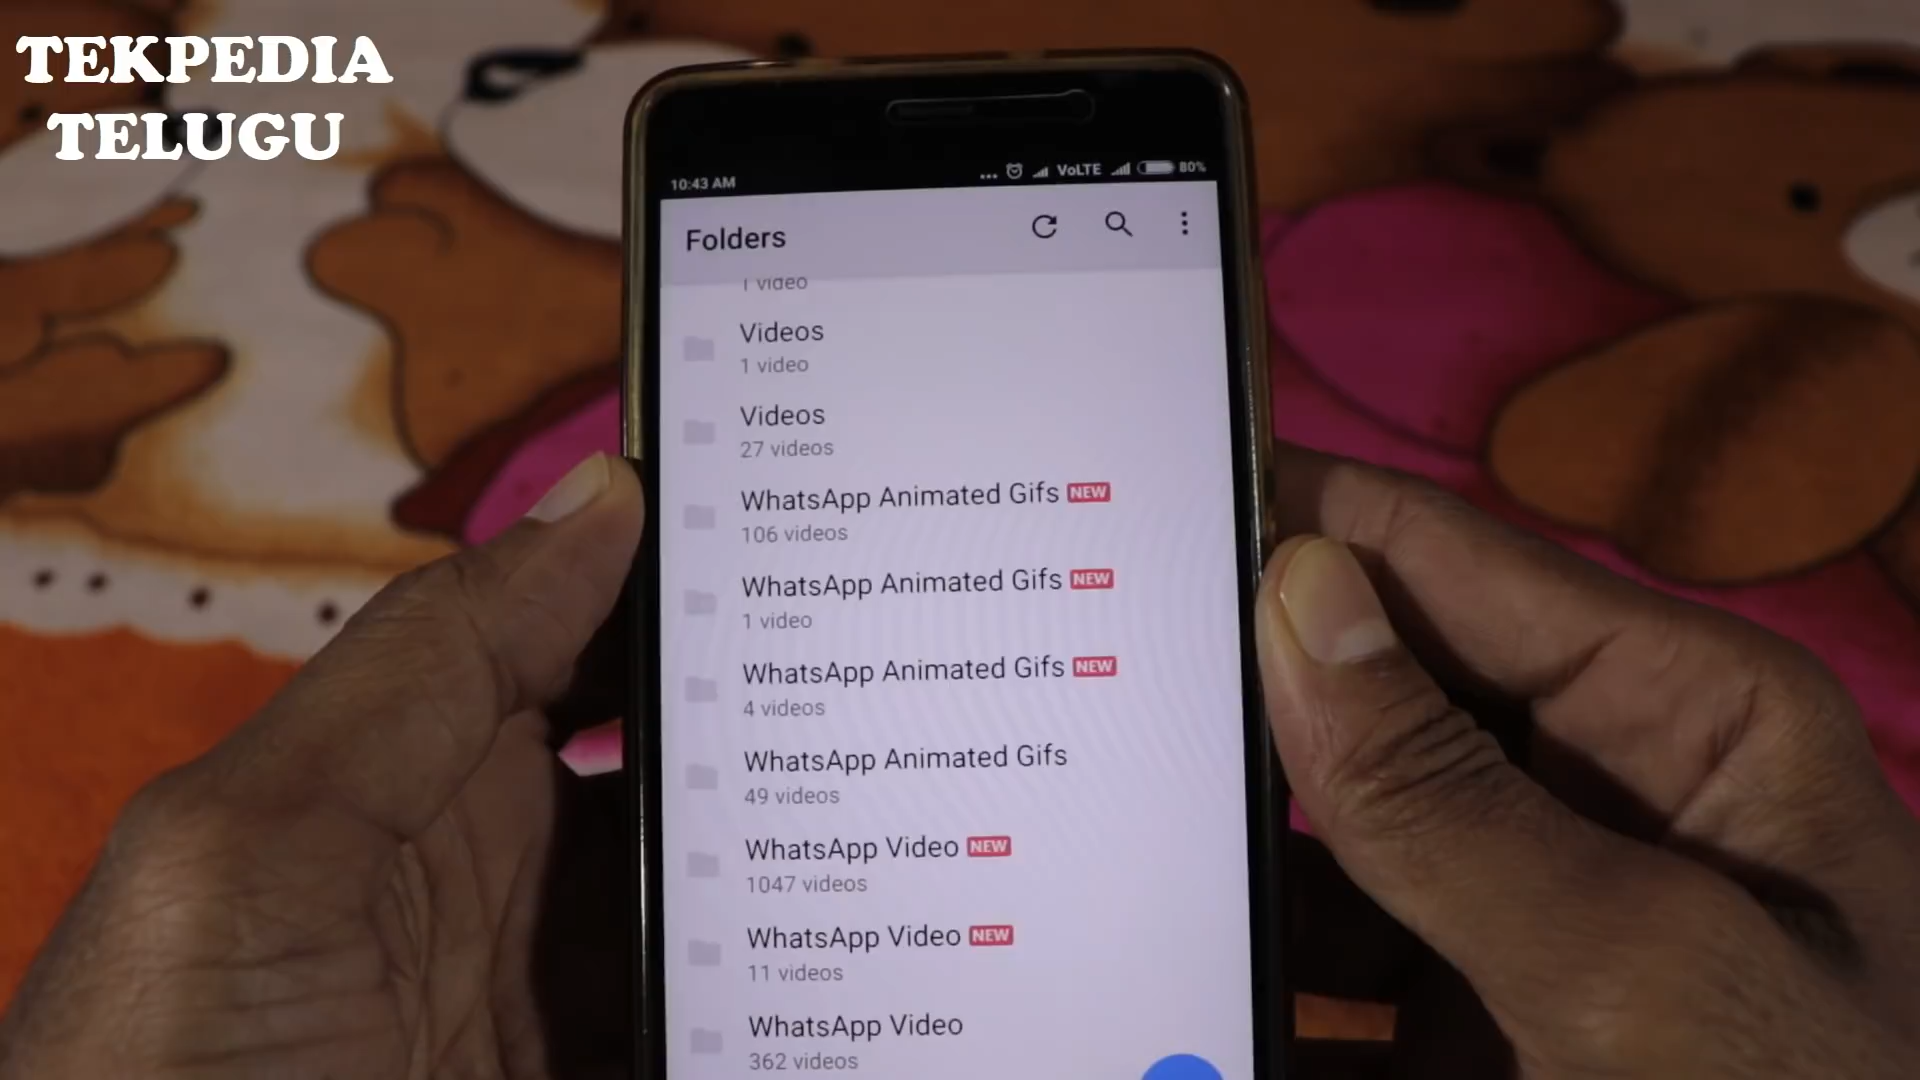 TEKPEDIA
TELUGU
10:43 AM
VoLTE
80%
Folders
1 video
Videos
1 video
Videos
27 videos
WhatsApp Animated Gifs NEW
106 videos
WhatsApp Animated Gifs NEW
1 video
WhatsApp Animated Gifs NEW
4 videos
WhatsApp Animated Gifs
49 videos
WhatsApp Video NEW
1047 videos
WhatsApp Video NEW
11 videos
WhatsApp Video
362 videos